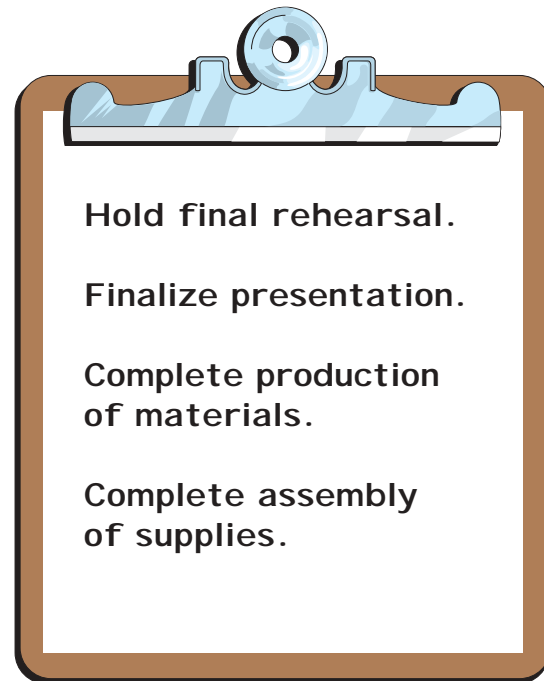 Hold final rehearsal.
Finalize presentation.
Complete production
of materials.
Complete assembly
of supplies.